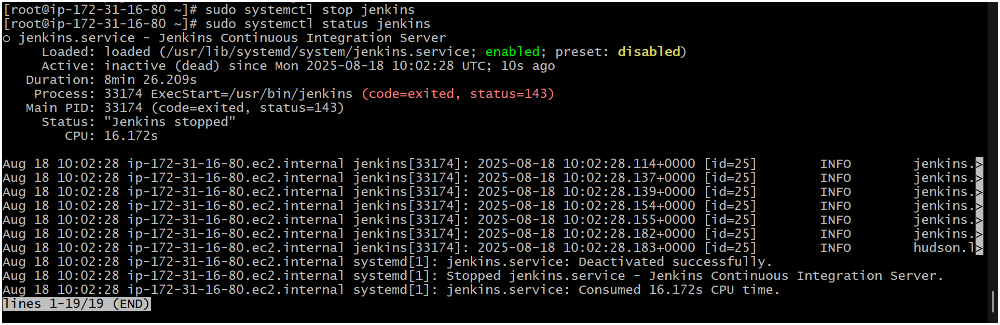 [root@ip-172-31-16-80 ~]# sudo systemctl stop jenkins
[root@ip-172-31-16-80 ~]# sudo systemctl status jenkins
○ jenkins.service - Jenkins Continuous Integration Server
     Loaded: loaded (/usr/lib/systemd/system/jenkins.service; enabled; preset: disabled)
     Active: inactive (dead) since Mon 2025-08-18 10:02:28 UTC; 10s ago
   Duration: 8min 26.209s
    Process: 33174 ExecStart=/usr/bin/jenkins (code=exited, status=143)
   Main PID: 33174 (code=exited, status=143)
     Status: "Jenkins stopped"
        CPU: 16.172s

Aug 18 10:02:28 ip-172-31-16-80.ec2.internal jenkins[33174]: 2025-08-18 10:02:28.114+0000 [id=25]        INFO        jenkins.>
Aug 18 10:02:28 ip-172-31-16-80.ec2.internal jenkins[33174]: 2025-08-18 10:02:28.137+0000 [id=25]        INFO        jenkins.>
Aug 18 10:02:28 ip-172-31-16-80.ec2.internal jenkins[33174]: 2025-08-18 10:02:28.139+0000 [id=25]        INFO        jenkins.>
Aug 18 10:02:28 ip-172-31-16-80.ec2.internal jenkins[33174]: 2025-08-18 10:02:28.154+0000 [id=25]        INFO        jenkins.>
Aug 18 10:02:28 ip-172-31-16-80.ec2.internal jenkins[33174]: 2025-08-18 10:02:28.155+0000 [id=25]        INFO        jenkins.>
Aug 18 10:02:28 ip-172-31-16-80.ec2.internal jenkins[33174]: 2025-08-18 10:02:28.182+0000 [id=25]        INFO        jenkins.>
Aug 18 10:02:28 ip-172-31-16-80.ec2.internal jenkins[33174]: 2025-08-18 10:02:28.183+0000 [id=25]        INFO        hudson.l>
Aug 18 10:02:28 ip-172-31-16-80.ec2.internal systemd[1]: jenkins.service: Deactivated successfully.
Aug 18 10:02:28 ip-172-31-16-80.ec2.internal systemd[1]: Stopped jenkins.service - Jenkins Continuous Integration Server.
Aug 18 10:02:28 ip-172-31-16-80.ec2.internal systemd[1]: jenkins.service: Consumed 16.172s CPU time.
lines 1-19/19 (END)